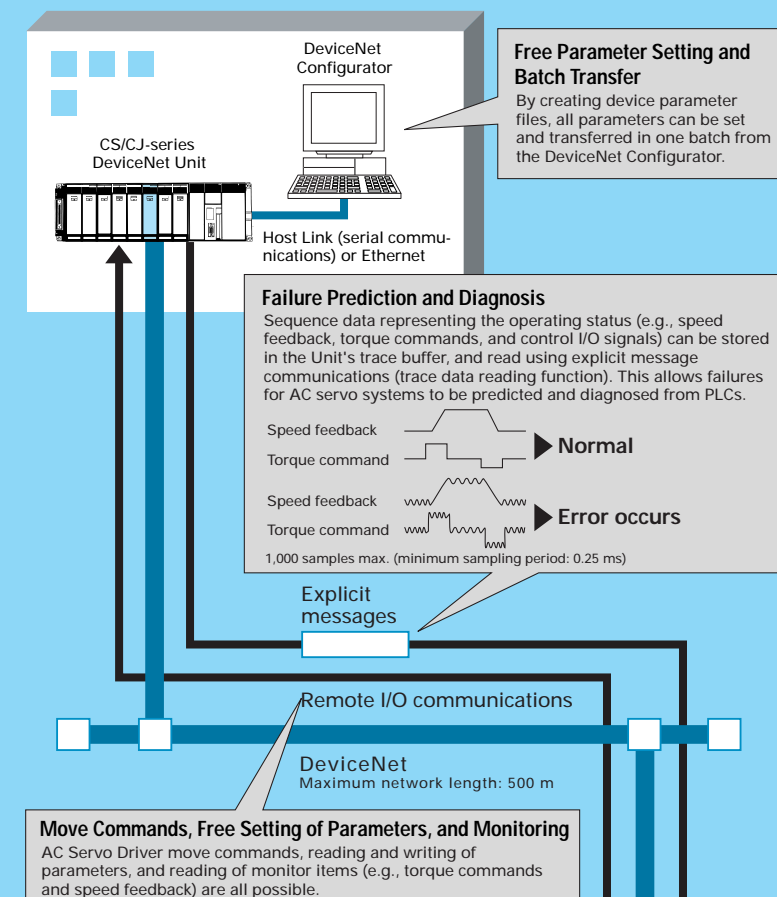 DeviceNet
Configurator
Free Parameter Setting and
Batch Transfer
By creating device parameter
files, all parameters can be set
and transferred in one batch from
the DeviceNet Configurator.
CS/CJ-series
DeviceNet Unit
Host Link (serial commu-
nications) or Ethernet
Failure Prediction and Diagnosis
Sequence data representing the operating status (e.g., speed
feedback, torque commands, and control I/O signals) can be stored
in the Unit's trace buffer, and read using explicit message
communications (trace data reading function). This allows failures
for AC servo systems to be predicted and diagnosed from PLCs.
Speed feedback
Torque command
Normal
Speed feedback
Torque command
Error occurs
1,000 samples max. (minimum sampling period: 0.25 ms)
Explicit
messages
Remote I/O communications
DeviceNet
Maximum network length: 500 m
Move Commands, Free Setting of Parameters, and Monitoring
AC Servo Driver move commands, reading and writing of
parameters, and reading of monitor items (e.g., torque commands
and speed feedback) are all possible.